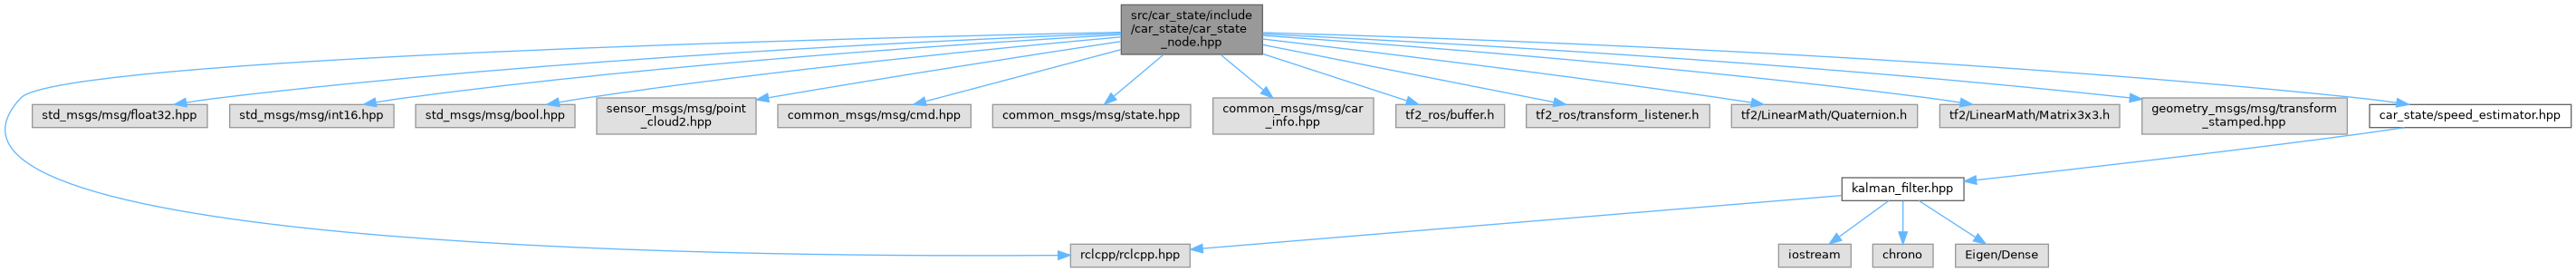 src/car_state/include
/car_state/car_state
_node.hpp
std_msgs/msg/float32.hpp
std_msgs/msg/int16.hpp
std_msgs/msg/bool.hpp
sensor_msgs/msg/point
_cloud2.hpp
common_msgs/msg/cmd.hpp
common_msgs/msg/state.hpp
common_msgs/msg/car
_info.hpp
tf2_ros/buffer.h
tf2_ros/transform_listener.h
tf2/LinearMath/Quaternion.h
tf2/LinearMath/Matrix3x3.h
geometry_msgs/msg/transform
_stamped.hpp
car_state/speed_estimator.hpp
kalman_filter.hpp
rclcpp/rclcpp.hpp
iostream
chrono
Eigen/Dense